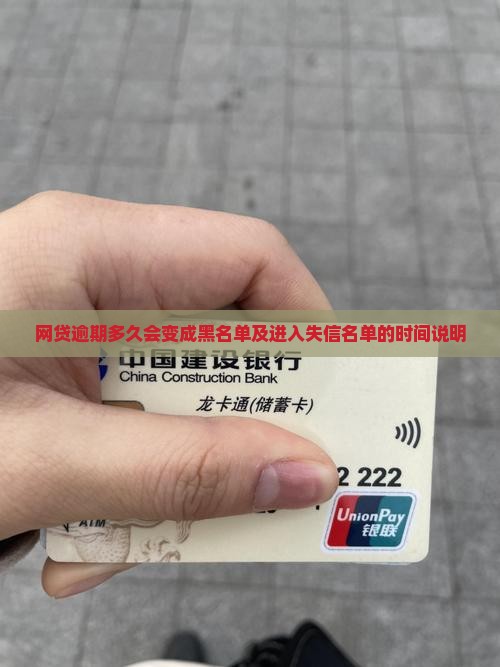 网贷逾期多久会变成黑名单及进入失信名单的时间说明
中国建设银行
China Construction Bank
龙卡通(储蓄卡)
2 222
ATM
UnionPay
银联